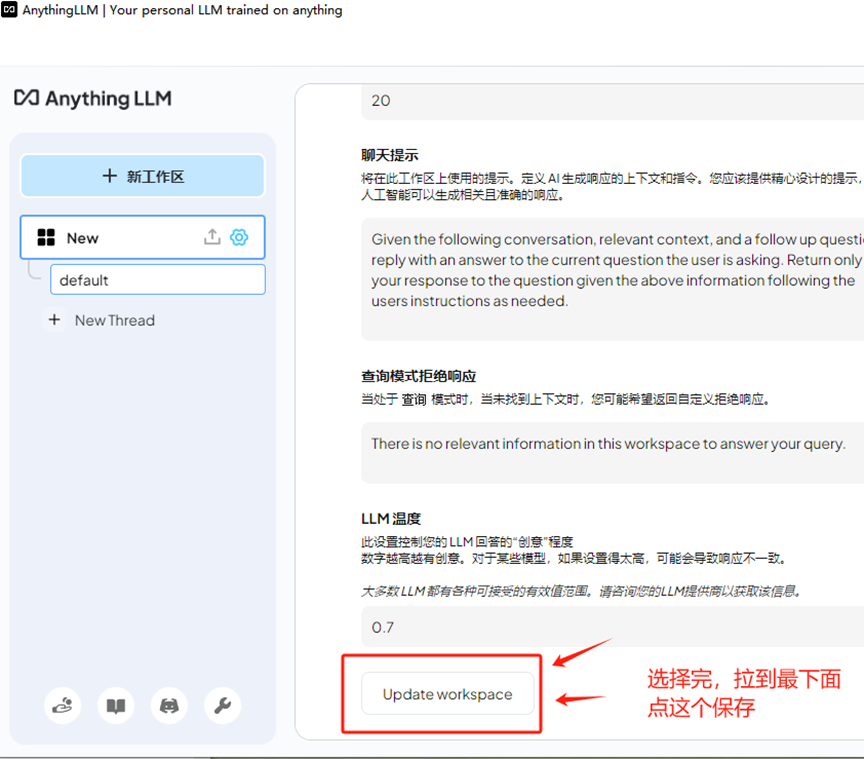 AnythingLLM | Your personal LLM trained on anything
Anything LLM
+ 新工作区
New
default
+ New Thread
20
聊天提示
将在此工作区上使用的提示。定义 AI 生成响应的上下文和指令。您应该提供精心设计的提示，
人工智能可以生成相关且准确的响应。
Given the following conversation, relevant context, and a follow up questi
reply with an answer to the current question the user is asking. Return only
your response to the question given the above information following the
users instructions as needed.
查询模式拒绝响应
当处于 查询 模式时，当未找到上下文时，您可能希望返回自定义拒绝响应。
There is no relevant information in this workspace to answer your query.
LLM 温度
此设置控制您的 LLM 回答的“创意”程度
数字越高越有创意。对于某些模型，如果设置得太高，可能会导致响应不一致。
大多数 LLM 都有各种可接受的有效值范围。请咨询您的LLM提供商以获取该信息。
0.7
Update workspace
选择完，拉到最下面
点这个保存